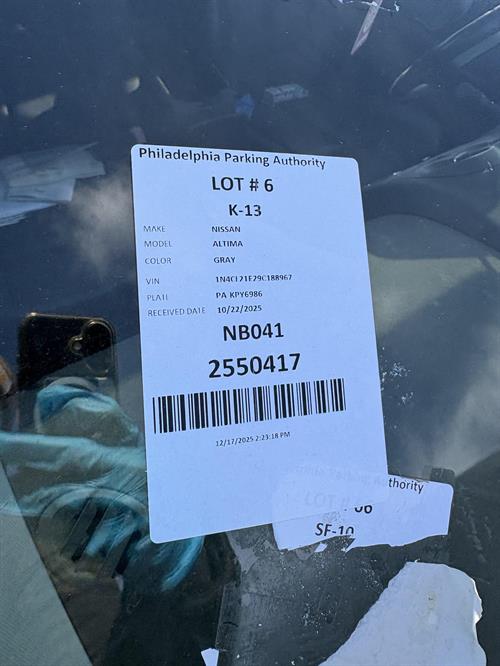 Philadelphia Parking Authority
LOT # 6
K-13
MAKE NISSAN
MODEL ALTIMA
COLOR GRAY
VIN 1N4CL21E29C188967
PLATE PA KPY6986
RECEIVED DATE 10/22/2025
NB041
2550417
12/17/2025 2:23:18 PM
Authority
LOT # 06
SF-10